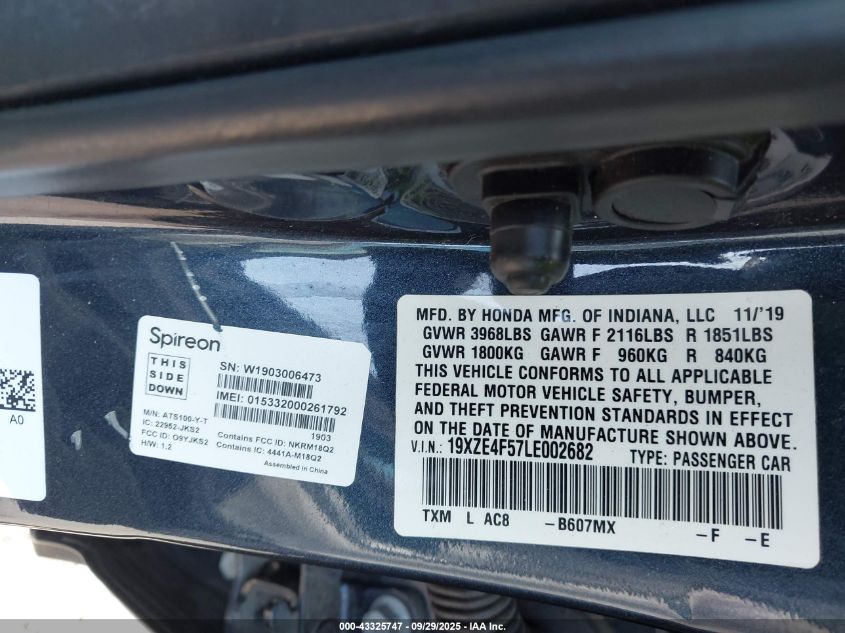 A0
Spireon
THIS
SIDE
DOWN
SN: W1903006473
IMEI: 015332000261792
1903
M/N: ATS100-Y-T
IC: 22952-JKS2
FCC ID: O9YJKS2
H/W: 1.2
Contains FCC ID: NKRM18Q2
Contains IC: 4441A-M18Q2
Assembled in China
MFD. BY HONDA MFG. OF INDIANA, LLC 11/'19
GVWR 3968LBS GAWR F 2116LBS R 1851LBS
GVWR 1800KG GAWR F 960KG R 840KG
THIS VEHICLE CONFORMS TO ALL APPLICABLE
FEDERAL MOTOR VEHICLE SAFETY, BUMPER,
AND THEFT PREVENTION STANDARDS IN EFFECT
ON THE DATE OF MANUFACTURE SHOWN ABOVE.
V.I.N.: 19XZE4F57LE002682 TYPE: PASSENGER CAR
TXM L AC8 -B607MX -F -E
000-43325747 - 09/29/2025 - IAA Inc.